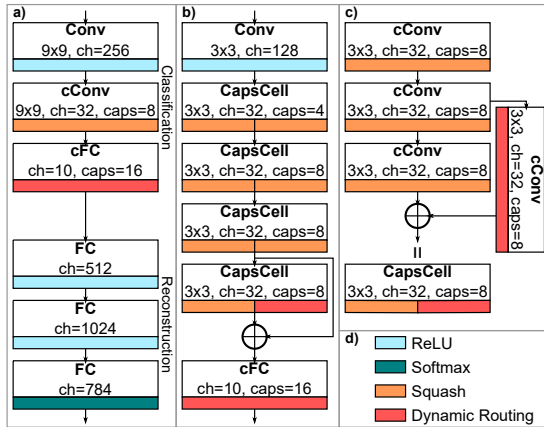 a)
Conv
9x9, ch=256
cConv
9x9, ch=32, caps=8
cFC
ch=10, caps=16
Classification
FC
ch=512
FC
ch=1024
FC
ch=784
Reconstruction
b)
Conv
3x3, ch=128
CapsCell
3x3, ch=32, caps=4
CapsCell
3x3, ch=32, caps=8
CapsCell
3x3, ch=32, caps=8
CapsCell
3x3, ch=32, caps=8
cFC
ch=10, caps=16
c)
cConv
3x3, ch=32, caps=8
cConv
3x3, ch=32, caps=8
cConv
3x3, ch=32, caps=8
cConv
3x3, ch=32, caps=8
=
CapsCell
3x3, ch=32, caps=8
d)
ReLU
Softmax
Squash
Dynamic Routing